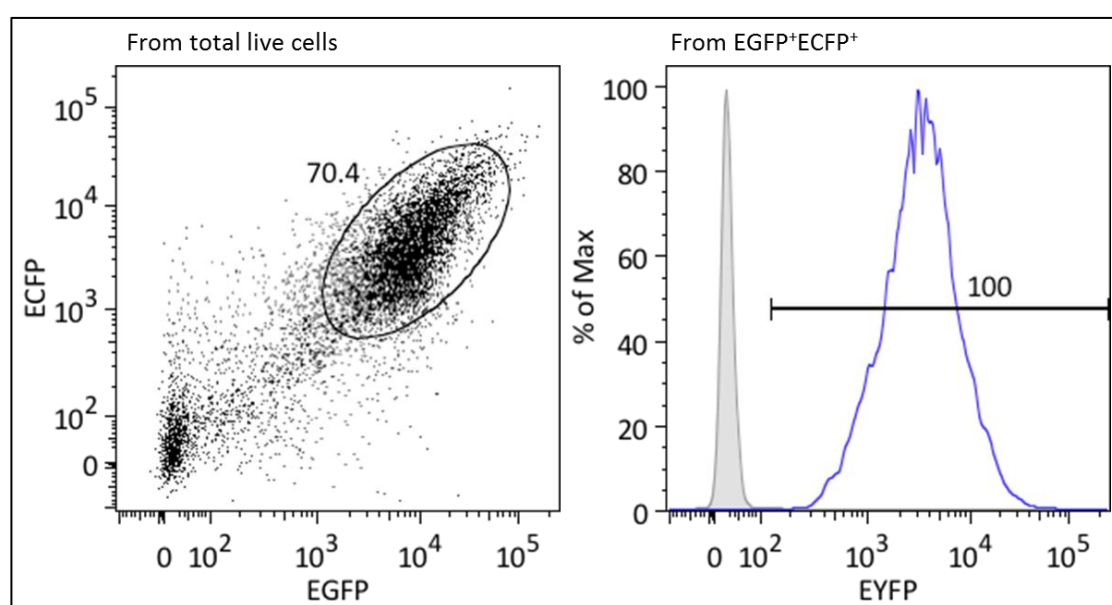 From total live cells
10⁵
10⁴
10³
10²
0
ECFP
70.4
0 10² 10³ 10⁴ 10⁵
EGFP
From EGFP⁺ECFP⁺
100
80
60
40
20
0
% of Max
100
0 10² 10³ 10⁴ 10⁵
EYFP